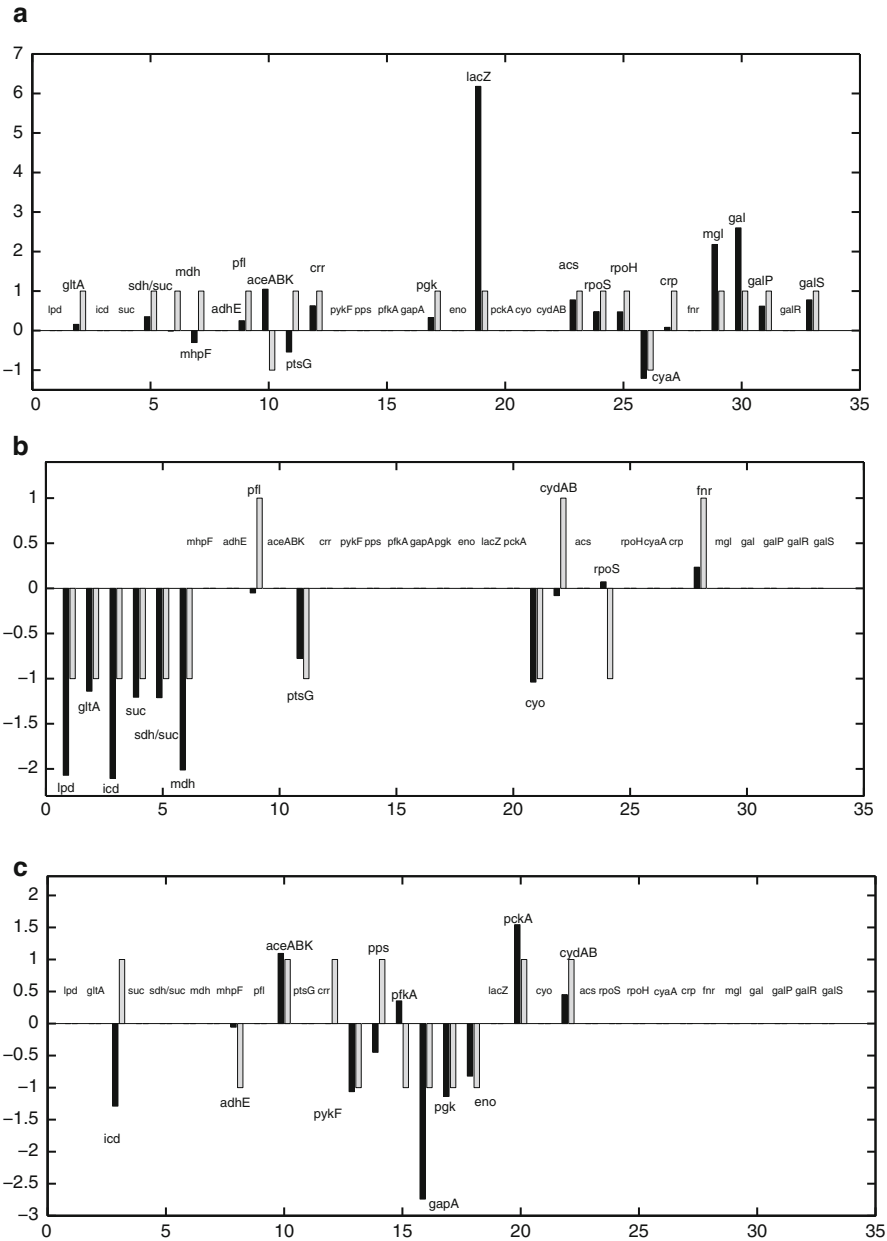 a
7
6
5
4
3
2
1
0
−1
lacZ
gal
mgl
pfl
mdh
aceABK
crr
acs
rpoH
gltA
sdh/suc
pgk
rpoS
crp
galP
galS
lpd
icd
suc
adhE
pykF
pps
pfkA
gapA
eno
pckA
cyo
cydAB
fnr
galR
mhpF
ptsG
cyaA
0
5
10
15
20
25
30
35
b
1
0.5
0
−0.5
−1
−1.5
−2
pfl
cydAB
fnr
mhpF
adhE
aceABK
crr
pykF
pps
pfkA
gapA
pgk
eno
lacZ
pckA
acs
rpoH
cyaA
crp
mgl
gal
galP
galR
galS
rpoS
ptsG
cyo
gltA
suc
sdh/suc
lpd
icd
mdh
0
5
10
15
20
25
30
35
c
2
1.5
1
0.5
0
−0.5
−1
−1.5
−2
−2.5
−3
pckA
aceABK
pps
cydAB
pfkA
lpd
gltA
suc
sdh/suc
mdh
mhpF
pfl
ptsG
crr
lacZ
cyo
acs
rpoS
rpoH
cyaA
crp
fnr
mgl
gal
galP
galR
galS
adhE
pykF
pgk
eno
icd
gapA
0
5
10
15
20
25
30
35